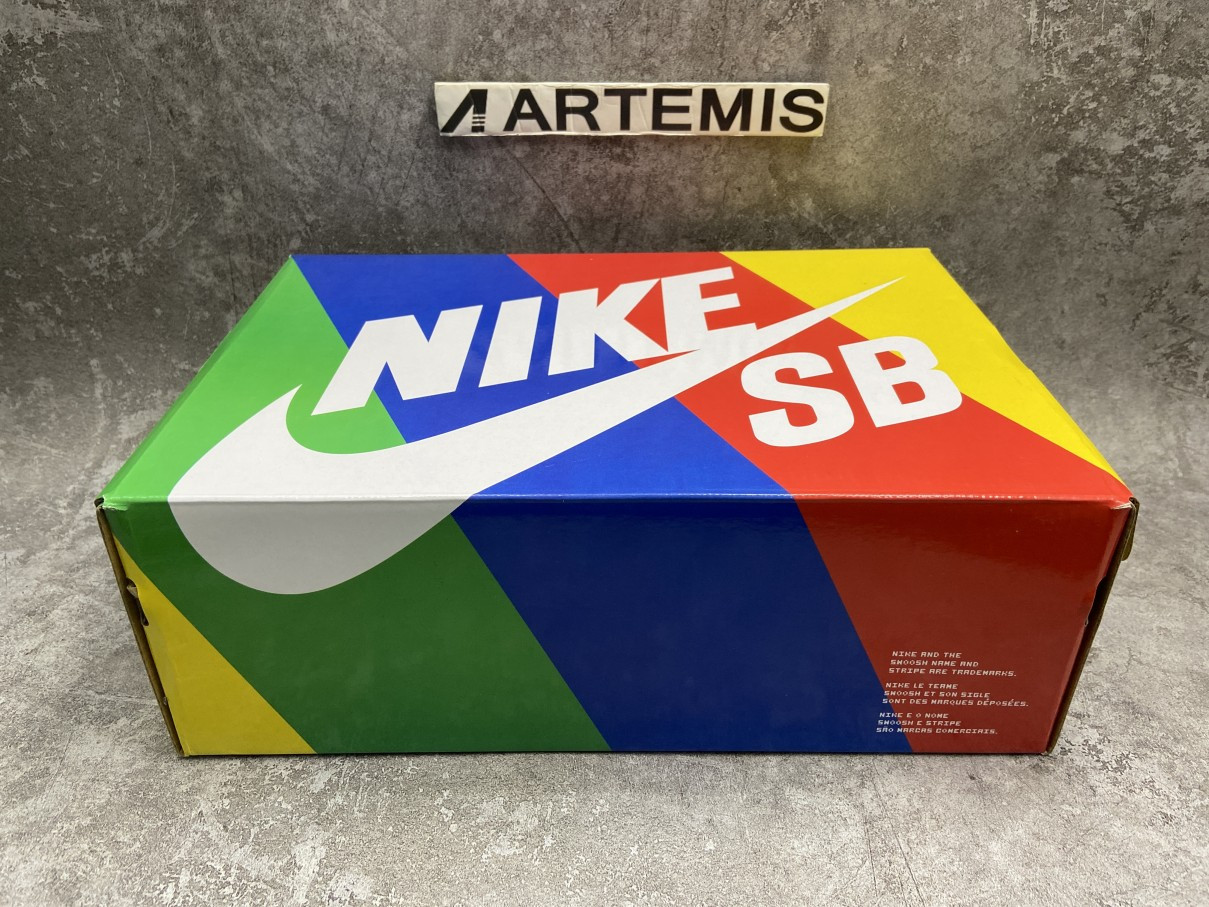 ARTEMIS
NIKE
SB
NIKE AND THE
SWOOSH NAME AND
STRIPE ARE TRADEMARKS.
NIKE LE TERME
SWOOSH ET SON SIGLE
SONT DES MARQUES DÉPOSÉES.
NIKE E O NOME
SWOOSH E STRIPE
SÃO MARCAS COMERCIAIS.